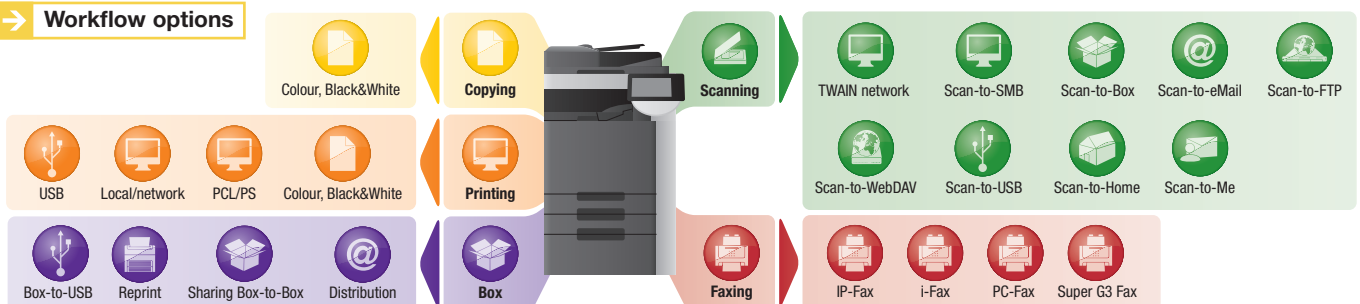 Workflow options
Colour, Black&White
Copying
Scanning
TWAIN network
Scan-to-SMB
Scan-to-Box
Scan-to-eMail
Scan-to-FTP
Scan-to-WebDAV
Scan-to-USB
Scan-to-Home
Scan-to-Me
USB
Local/network
PCL/PS
Colour, Black&White
Printing
Box-to-USB
Reprint
Sharing Box-to-Box
Distribution
Box
Faxing
IP-Fax
i-Fax
PC-Fax
Super G3 Fax